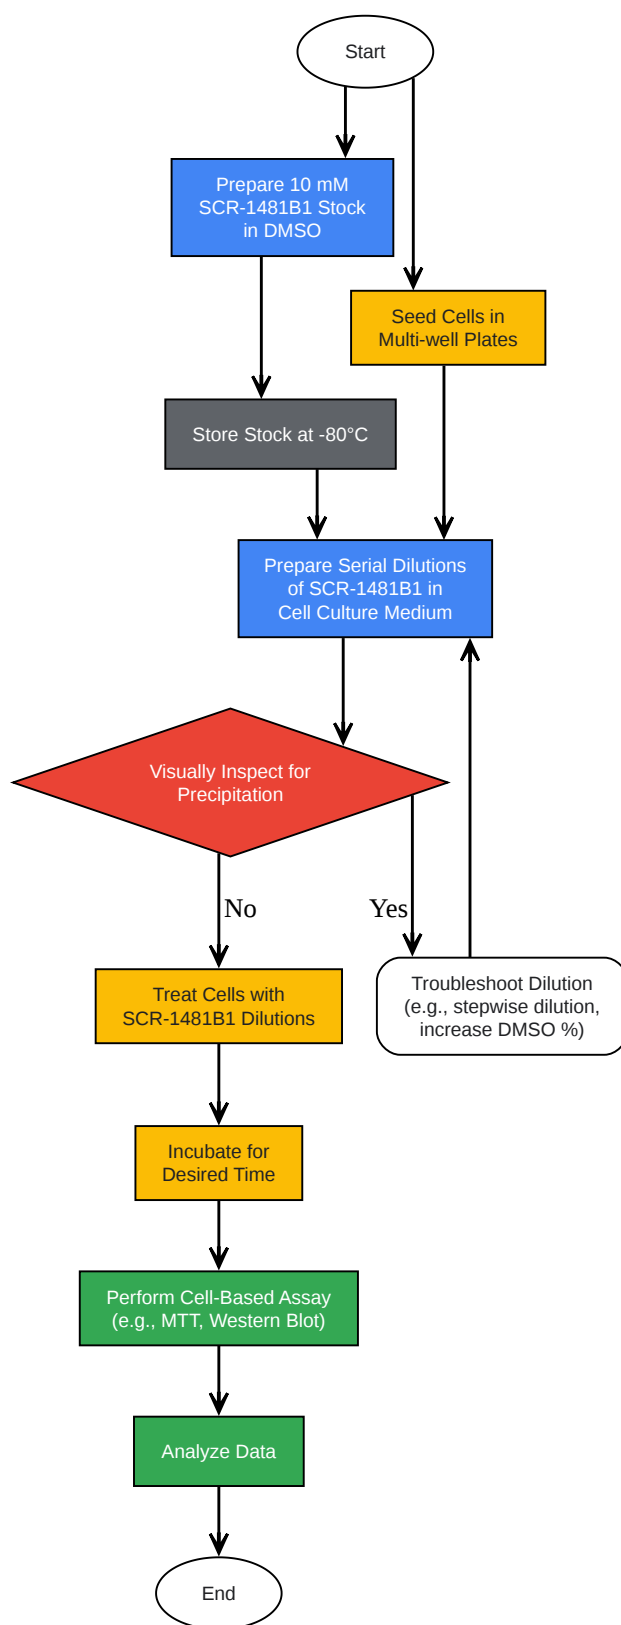 Start
Prepare 10 mM
SCR-1481B1 Stock
in DMSO
Seed Cells in
Multi-well Plates
Store Stock at -80°C
Prepare Serial Dilutions
of SCR-1481B1 in
Cell Culture Medium
Visually Inspect for
Precipitation
No
Yes
Treat Cells with
SCR-1481B1 Dilutions
Troubleshoot Dilution
(e.g., stepwise dilution,
increase DMSO %)
Incubate for
Desired Time
Perform Cell-Based Assay
(e.g., MTT, Western Blot)
Analyze Data
End